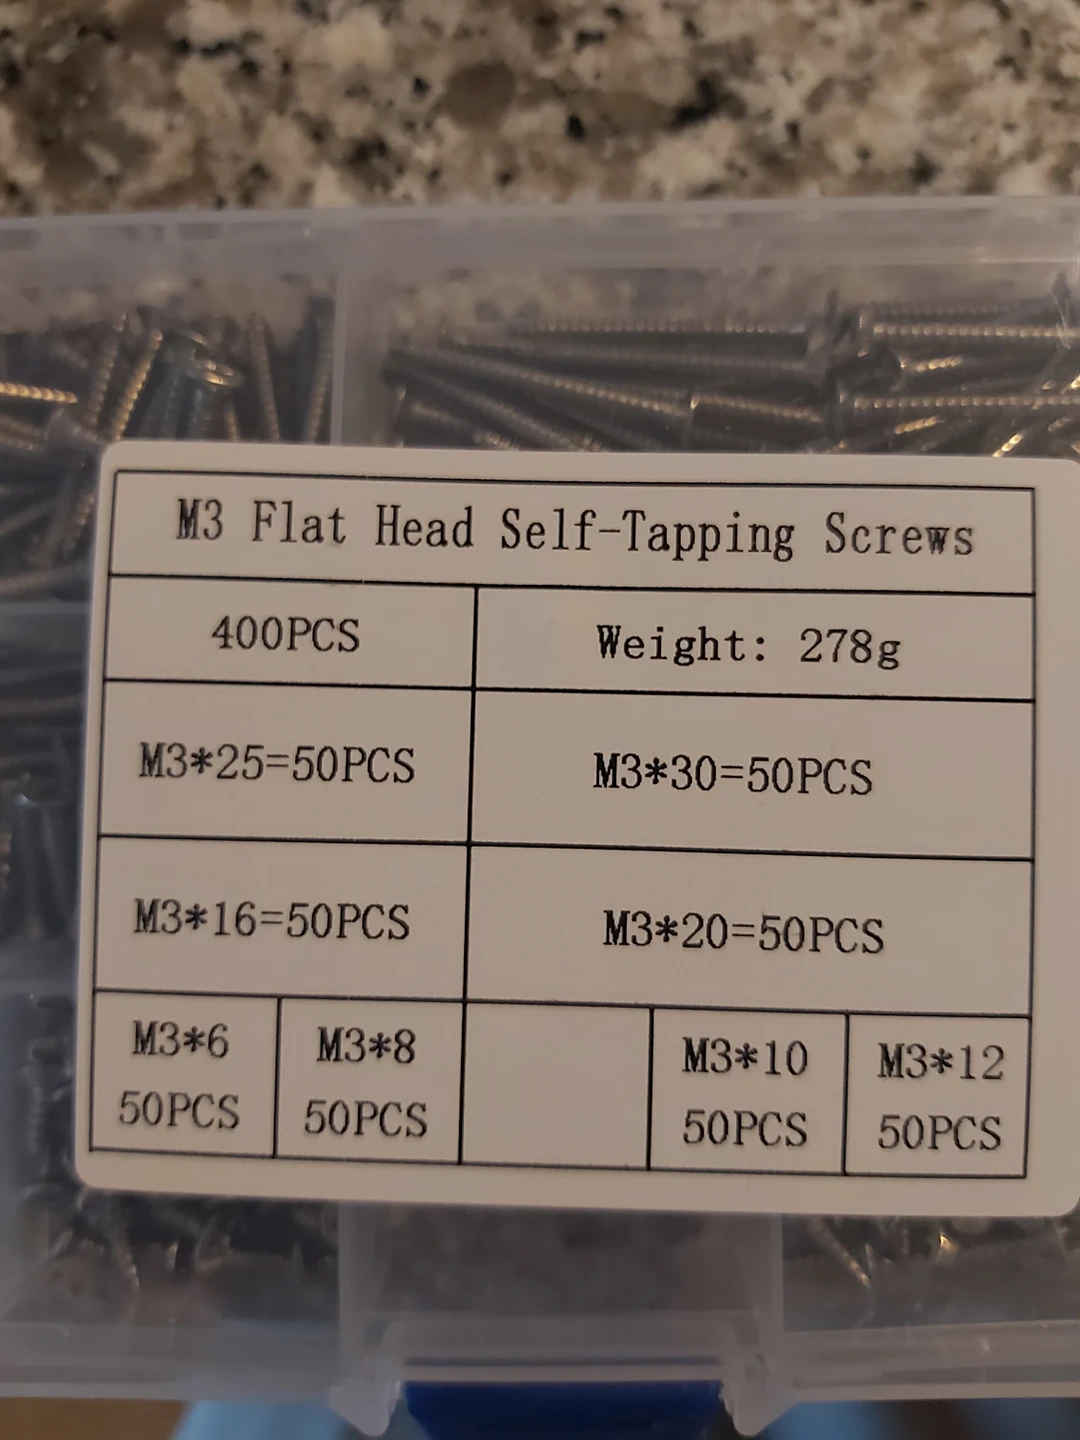 M3 Flat Head Self-Tapping Screws
400PCS
Weight: 278g
M3*25=50PCS
M3*30=50PCS
M3*16=50PCS
M3*20=50PCS
M3*6
50PCS
M3*8
50PCS
M3*10
50PCS
M3*12
50PCS